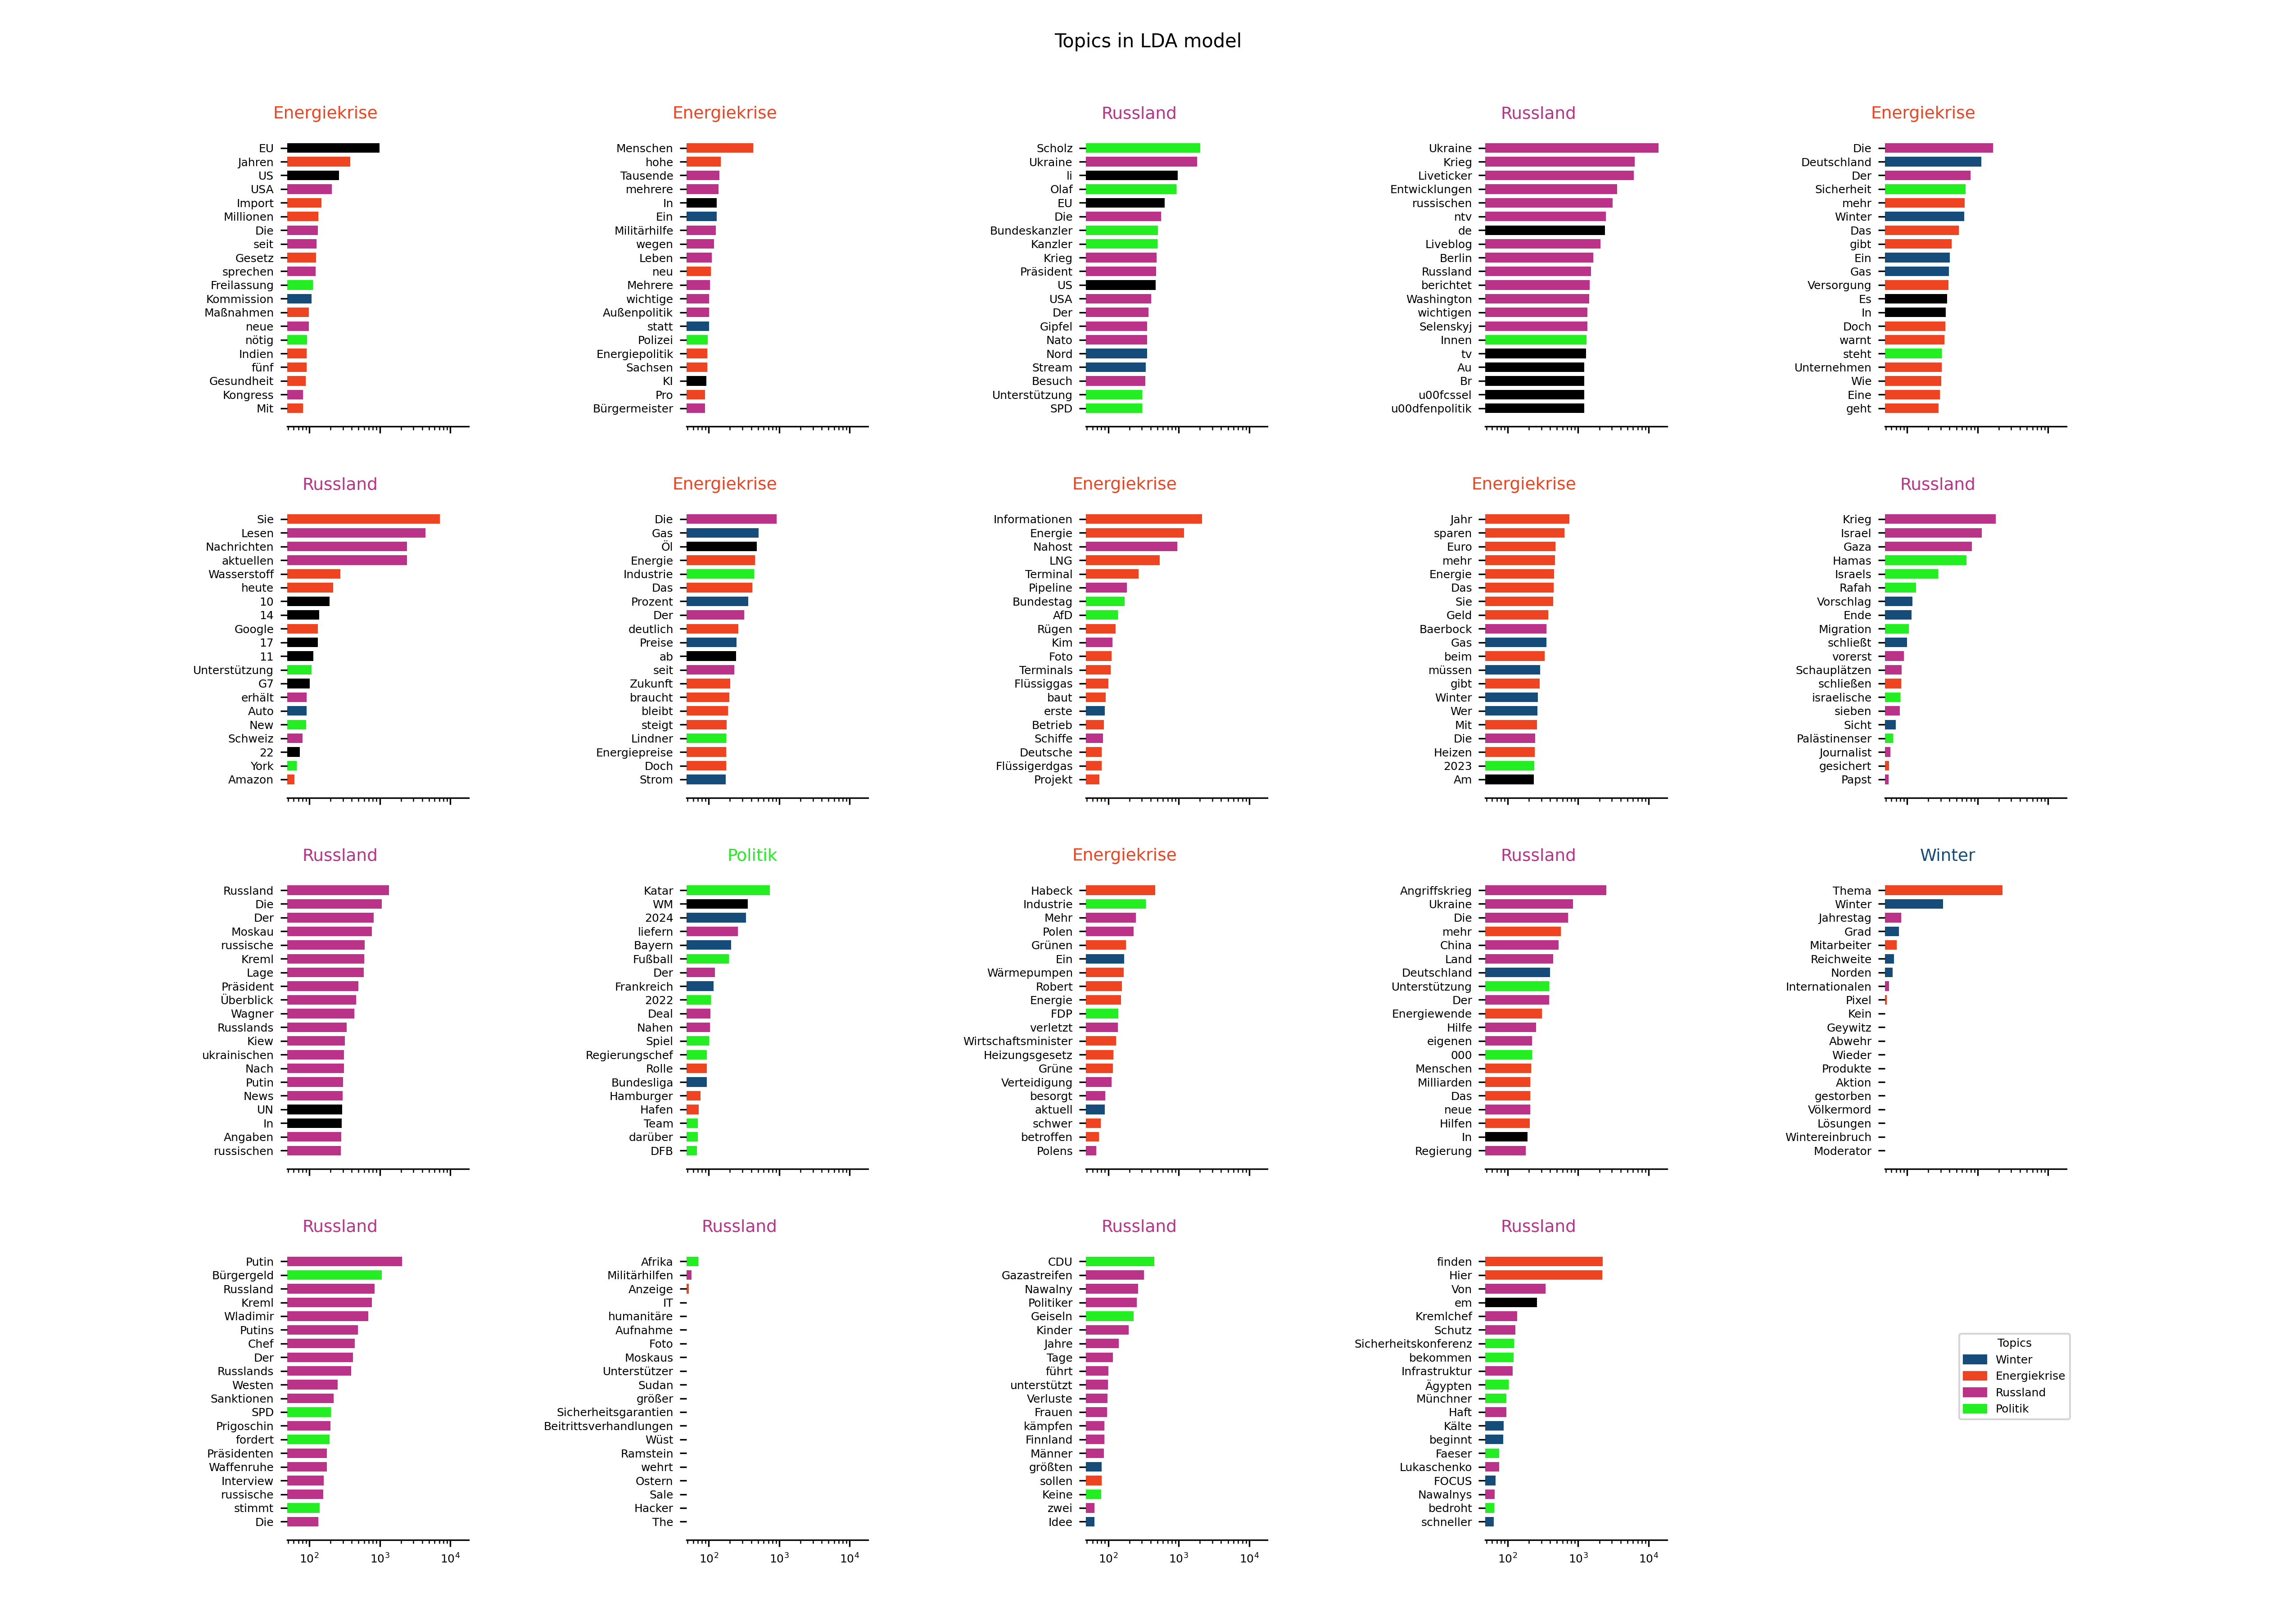 Topics in LDA model
Energiekrise
EU
Jahren
US
USA
Import
Millionen
Die
seit
Gesetz
sprechen
Freilassung
Kommission
Maßnahmen
neue
nötig
Indien
fünf
Gesundheit
Kongress
Mit
Energiekrise
Menschen
hohe
Tausende
mehrere
In
Ein
Militärhilfe
wegen
Leben
neu
Mehrere
wichtige
Außenpolitik
statt
Polizei
Energiepolitik
Sachsen
KI
Pro
Bürgermeister
Russland
Scholz
Ukraine
li
Olaf
EU
Die
Bundeskanzler
Kanzler
Krieg
Präsident
US
USA
Der
Gipfel
Nato
Nord
Stream
Besuch
Unterstützung
SPD
Russland
Ukraine
Krieg
Liveticker
Entwicklungen
russischen
ntv
de
Liveblog
Berlin
Russland
berichtet
Washington
wichtigen
Selenskyj
Innen
tv
Au
Br
u00fcssel
u00dfenpolitik
Energiekrise
Die
Deutschland
Der
Sicherheit
mehr
Winter
Das
gibt
Ein
Gas
Versorgung
Es
In
Doch
warnt
steht
Unternehmen
Wie
Eine
geht
Russland
Sie
Lesen
Nachrichten
aktuellen
Wasserstoff
heute
10
14
Google
17
11
Unterstützung
G7
erhält
Auto
New
Schweiz
22
York
Amazon
Energiekrise
Die
Gas
Öl
Energie
Industrie
Das
Prozent
Der
deutlich
Preise
ab
seit
Zukunft
braucht
bleibt
steigt
Lindner
Energiepreise
Doch
Strom
Energiekrise
Informationen
Energie
Nahost
LNG
Terminal
Pipeline
Bundestag
AfD
Rügen
Kim
Foto
Terminals
Flüssiggas
baut
erste
Betrieb
Schiffe
Deutsche
Flüssigerdgas
Projekt
Energiekrise
Jahr
sparen
Euro
mehr
Energie
Das
Sie
Geld
Baerbock
Gas
beim
müssen
gibt
Winter
Wer
Mit
Die
Heizen
2023
Am
Russland
Krieg
Israel
Gaza
Hamas
Israels
Rafah
Vorschlag
Ende
Migration
schließt
vorerst
Schauplätzen
schließen
israelische
sieben
Sicht
Palästinenser
Journalist
gesichert
Papst
Russland
Russland
Die
Der
Moskau
russische
Kreml
Lage
Präsident
Überblick
Wagner
Russlands
Kiew
ukrainischen
Nach
Putin
News
UN
In
Angaben
russischen
Politik
Katar
WM
2024
liefern
Bayern
Fußball
Der
Frankreich
2022
Deal
Nahen
Spiel
Regierungschef
Rolle
Bundesliga
Hamburger
Hafen
Team
darüber
DFB
Energiekrise
Habeck
Industrie
Mehr
Polen
Grünen
Ein
Wärmepumpen
Robert
Energie
FDP
verletzt
Wirtschaftsminister
Heizungsgesetz
Grüne
Verteidigung
besorgt
aktuell
schwer
betroffen
Polens
Russland
Angriffskrieg
Ukraine
Die
mehr
China
Land
Deutschland
Unterstützung
Der
Energiewende
Hilfe
eigenen
000
Menschen
Milliarden
Das
neue
Hilfen
In
Regierung
Winter
Thema
Winter
Jahrestag
Grad
Mitarbeiter
Reichweite
Norden
Internationalen
Pixel
Kein
Geywitz
Abwehr
Wieder
Produkte
Aktion
gestorben
Völkermord
Lösungen
Wintereinbruch
Moderator
Russland
Putin
Bürgergeld
Russland
Kreml
Wladimir
Putins
Chef
Der
Russlands
Westen
Sanktionen
SPD
Prigoschin
fordert
Präsidenten
Waffenruhe
Interview
russische
stimmt
Die
10² 10³ 10⁴
Russland
Afrika
Militärhilfen
Anzeige
IT
humanitäre
Aufnahme
Foto
Moskaus
Unterstützer
Sudan
größer
Sicherheitsgarantien
Beitrittsverhandlungen
Wüst
Ramstein
wehrt
Ostern
Sale
Hacker
The
10² 10³ 10⁴
Russland
CDU
Gazastreifen
Nawalny
Politiker
Geiseln
Kinder
Jahre
Tage
führt
unterstützt
Verluste
Frauen
kämpfen
Finnland
Männer
größten
sollen
Keine
zwei
Idee
10² 10³ 10⁴
Russland
finden
Hier
Von
em
Kremlchef
Schutz
Sicherheitskonferenz
bekommen
Infrastruktur
Ägypten
Münchner
Haft
Kälte
beginnt
Faeser
Lukaschenko
FOCUS
Nawalnys
bedroht
schneller
10² 10³ 10⁴
Topics
Winter
Energiekrise
Russland
Politik